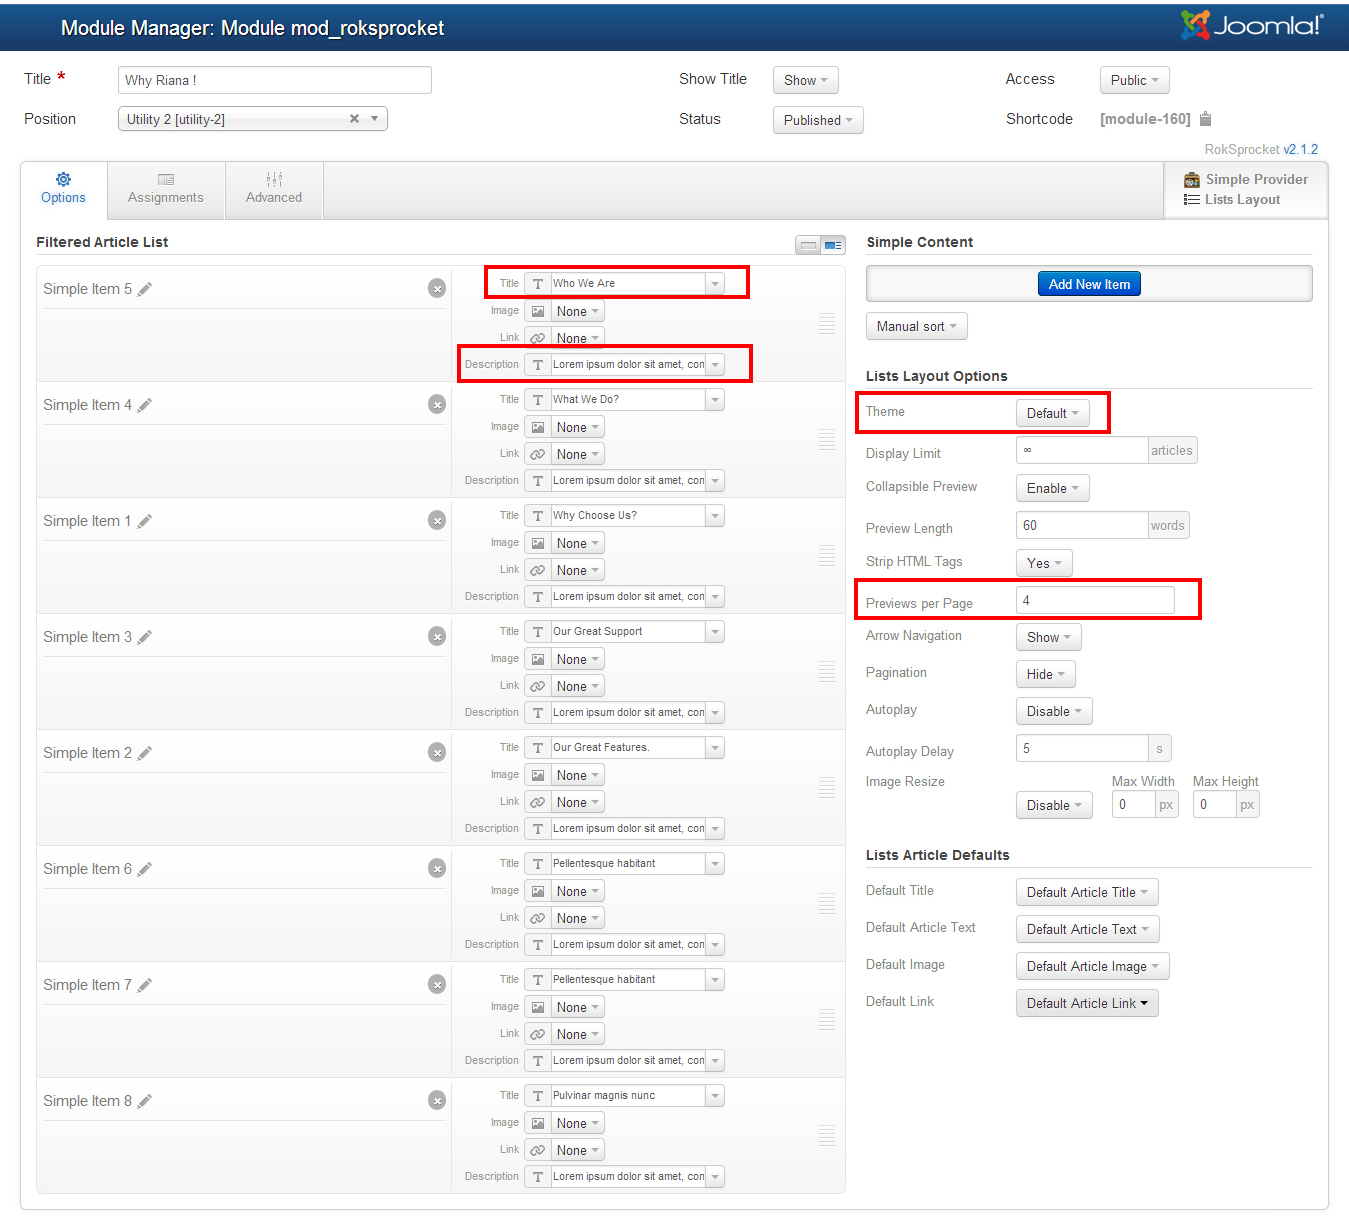 Module Manager: Module mod_roksprocket
Joomla!®
Title * Why Riana ! Show Title Show Access Public
Position Utility 2 [utility-2] Status Published Shortcode [module-160]
RokSprocket v2.1.2
Options Assignments Advanced
Simple Provider
Lists Layout
Filtered Article List
Simple Item 5
Title Who We Are
Image None
Link None
Description Lorem ipsum dolor sit amet, con
Simple Item 4
Title What We Do?
Image None
Link None
Description Lorem ipsum dolor sit amet, con
Simple Item 1
Title Why Choose Us?
Image None
Link None
Description Lorem ipsum dolor sit amet, con
Simple Item 3
Title Our Great Support
Image None
Link None
Description Lorem ipsum dolor sit amet, con
Simple Item 2
Title Our Great Features.
Image None
Link None
Description Lorem ipsum dolor sit amet, con
Simple Item 6
Title Pellentesque habitant
Image None
Link None
Description Lorem ipsum dolor sit amet, con
Simple Item 7
Title Pellentesque habitant
Image None
Link None
Description Lorem ipsum dolor sit amet, con
Simple Item 8
Title Pulvinar magnis nunc
Image None
Link None
Description Lorem ipsum dolor sit amet, con
Simple Content
Add New Item
Manual sort
Lists Layout Options
Theme Default
Display Limit ∞ articles
Collapsible Preview Enable
Preview Length 60 words
Strip HTML Tags Yes
Previews per Page 4
Arrow Navigation Show
Pagination Hide
Autoplay Disable
Autoplay Delay 5 s
Image Resize Max Width Max Height
Disable 0 px 0 px
Lists Article Defaults
Default Title Default Article Title
Default Article Text Default Article Text
Default Image Default Article Image
Default Link Default Article Link